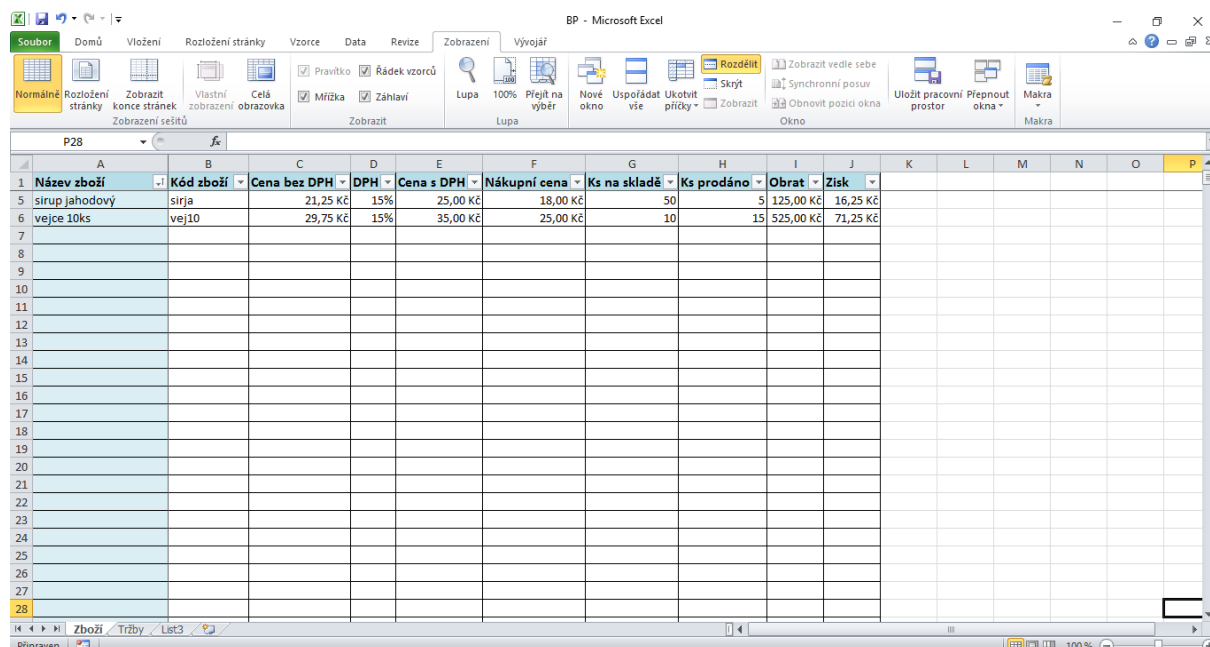 BP - Microsoft Excel
Soubor Domů Vložení Rozložení stránky Vzorce Data Revize Zobrazení Vývojář
Normálně Rozložení stránky Zobrazit konce stránek Vlastní zobrazení Celá obrazovka
Zobrazení sešitů
Pravítko Řádek vzorců
Mřížka Záhlaví
Zobrazit
Lupa 100% Přejít na výběr
Lupa
Nové okno Uspořádat vše Ukotvit příčky
Rozdělit
Skrýt
Zobrazit
Zobrazit vedle sebe
Synchronní posuv
Obnovit pozici okna
Uložit pracovní prostor Přepnout okna
Okno
Makra
Makra
P28 fx
A B C D E F G H I J K L M N O P
1 Název zboží Kód zboží Cena bez DPH DPH Cena s DPH Nákupní cena Ks na skladě Ks prodáno Obrat Zisk
5 sirup jahodový sirja 21,25 Kč 15% 25,00 Kč 18,00 Kč 50 5 125,00 Kč 16,25 Kč
6 vejce 10ks vej10 29,75 Kč 15% 35,00 Kč 25,00 Kč 10 15 525,00 Kč 71,25 Kč
7
8
9
10
11
12
13
14
15
16
17
18
19
20
21
22
23
24
25
26
27
28
Zboží Tržby List3
Připraven 100 %